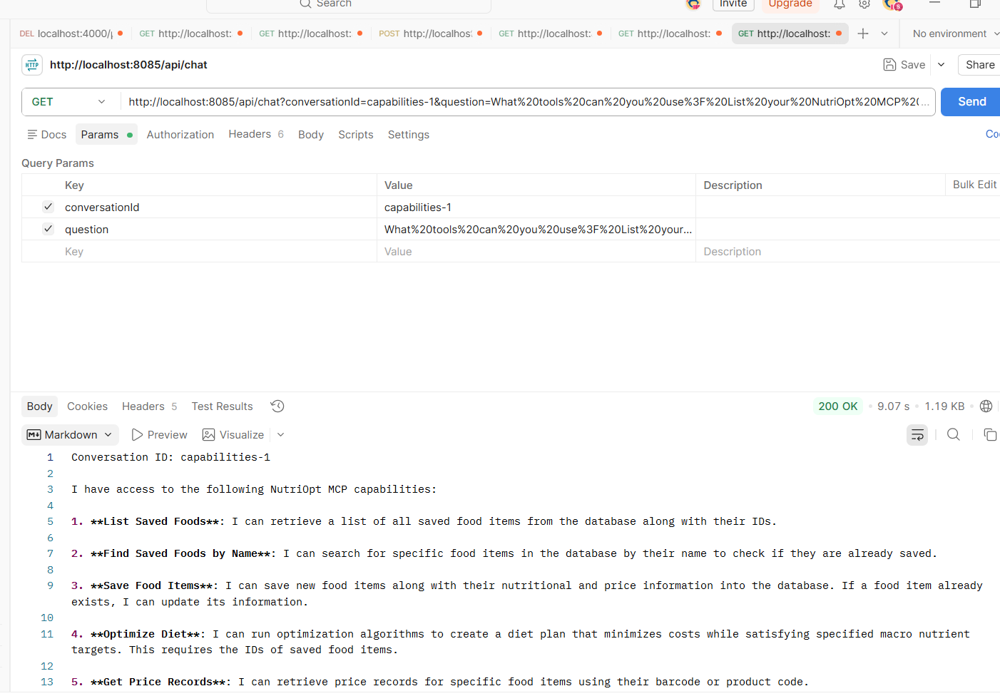 Search
Invite
Upgrade
DEL localhost:4000/
GET http://localhost:
GET http://localhost:
POST http://localhos
GET http://localhost:
GET http://localhost:
GET http://localhost:
No environment
HTTP
http://localhost:8085/api/chat
Save
Share
GET
http://localhost:8085/api/chat?conversationId=capabilities-1&question=What%20tools%20can%20you%20use%3F%20List%20your%20NutriOpt%20MCP%20...
Send
Docs
Params
Authorization
Headers 6
Body
Scripts
Settings
Query Params
Key Value Description Bulk Edit
conversationId capabilities-1
question What%20tools%20can%20you%20use%3F%20List%20your...
Key Value Description
Body Cookies Headers 5 Test Results
200 OK • 9.07 s • 1.19 KB
Markdown
Preview
Visualize
1 Conversation ID: capabilities-1
2
3 I have access to the following NutriOpt MCP capabilities:
4
5 1. **List Saved Foods**: I can retrieve a list of all saved food items from the database along with their IDs.
6
7 2. **Find Saved Foods by Name**: I can search for specific food items in the database by their name to check if they are already saved.
8
9 3. **Save Food Items**: I can save new food items along with their nutritional and price information into the database. If a food item already
exists, I can update its information.
10
11 4. **Optimize Diet**: I can run optimization algorithms to create a diet plan that minimizes costs while satisfying specified macro nutrient
targets. This requires the IDs of saved food items.
12
13 5. **Get Price Records**: I can retrieve price records for specific food items using their barcode or product code.